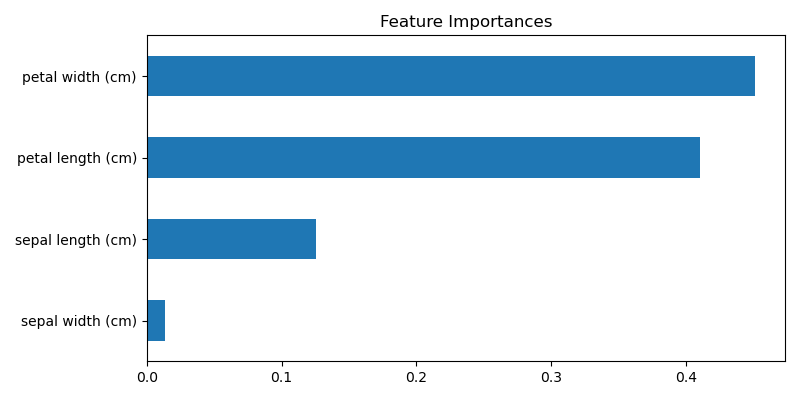 Feature Importances
petal width (cm)
petal length (cm)
sepal length (cm)
sepal width (cm)
0.0 0.1 0.2 0.3 0.4